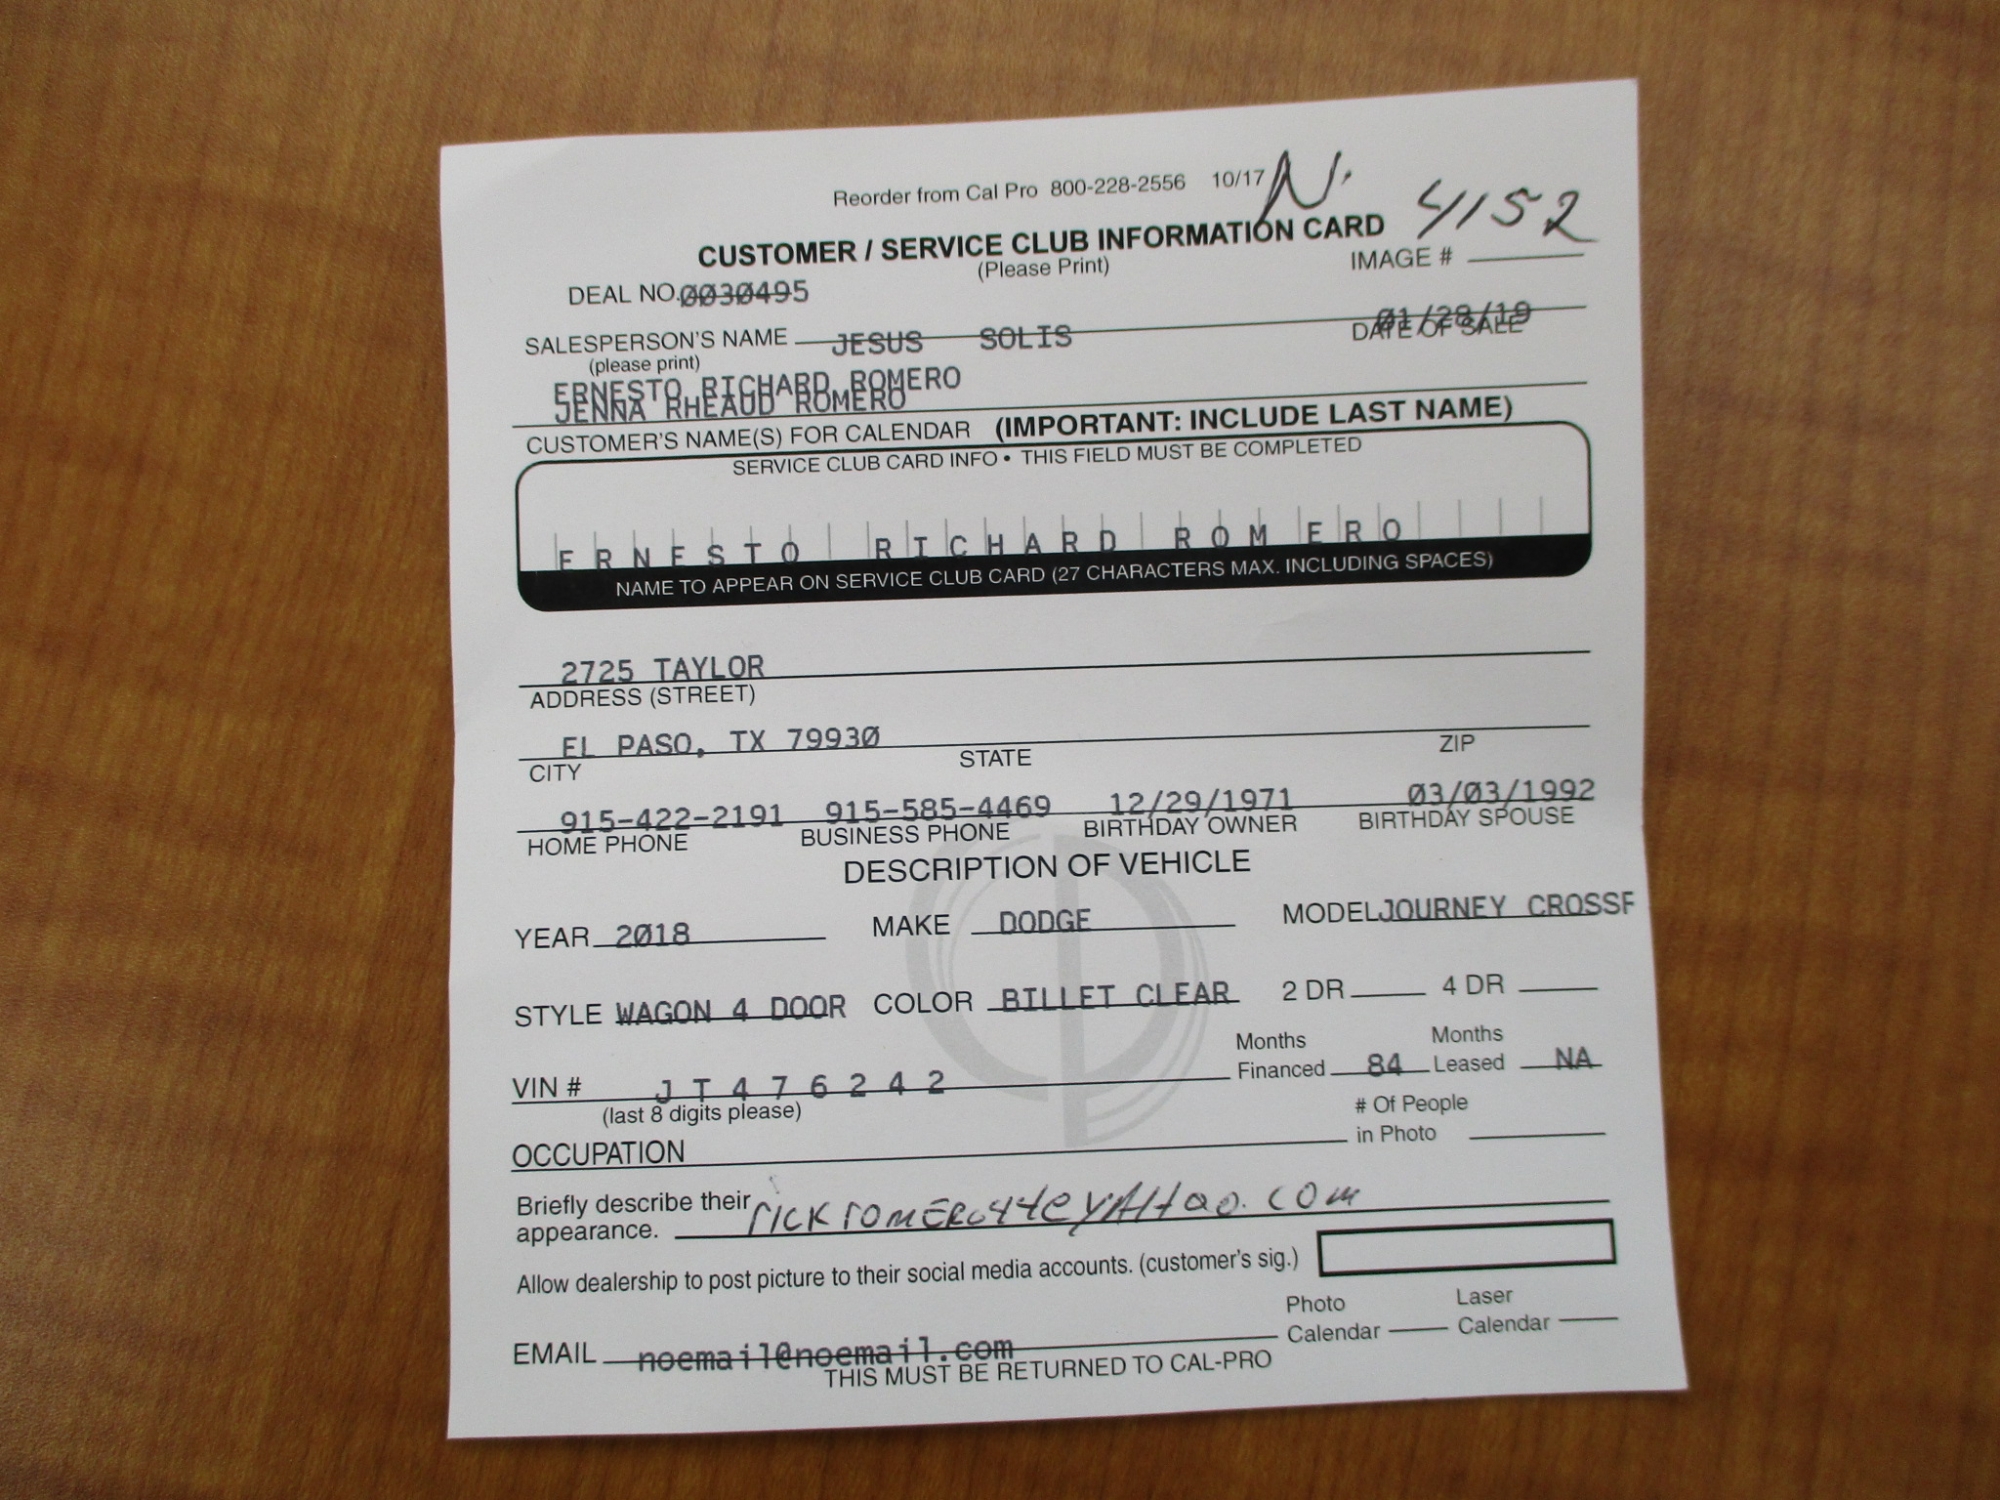 Reorder from Cal Pro 800-228-2556 10/17 N.
CUSTOMER / SERVICE CLUB INFORMATION CARD 4152
(Please Print) IMAGE #
DEAL NO. 0030495
SALESPERSON'S NAME JESUS SOLIS 01/28/19
(please print) DATE OF SALE
ERNESTO RICHARD ROMERO
JENNA RHEAUD ROMERO
CUSTOMER'S NAME(S) FOR CALENDAR (IMPORTANT: INCLUDE LAST NAME)
SERVICE CLUB CARD INFO • THIS FIELD MUST BE COMPLETED
ERNESTO RICHARD ROMERO
NAME TO APPEAR ON SERVICE CLUB CARD (27 CHARACTERS MAX. INCLUDING SPACES)
2725 TAYLOR
ADDRESS (STREET)
EL PASO, TX 79930
CITY STATE ZIP
915-422-2191 915-585-4469 12/29/1971 03/03/1992
HOME PHONE BUSINESS PHONE BIRTHDAY OWNER BIRTHDAY SPOUSE
DESCRIPTION OF VEHICLE
YEAR 2018 MAKE DODGE MODEL JOURNEY CROSSF
STYLE WAGON 4 DOOR COLOR BILLET CLEAR 2 DR 4 DR
Months Months
VIN # JT476242 Financed 84 Leased NA
(last 8 digits please) # Of People
OCCUPATION in Photo
Briefly describe their
appearance.
Allow dealership to post picture to their social media accounts. (customer's sig.)
Photo Laser
EMAIL noemail@noemail.com Calendar Calendar
THIS MUST BE RETURNED TO CAL-PRO